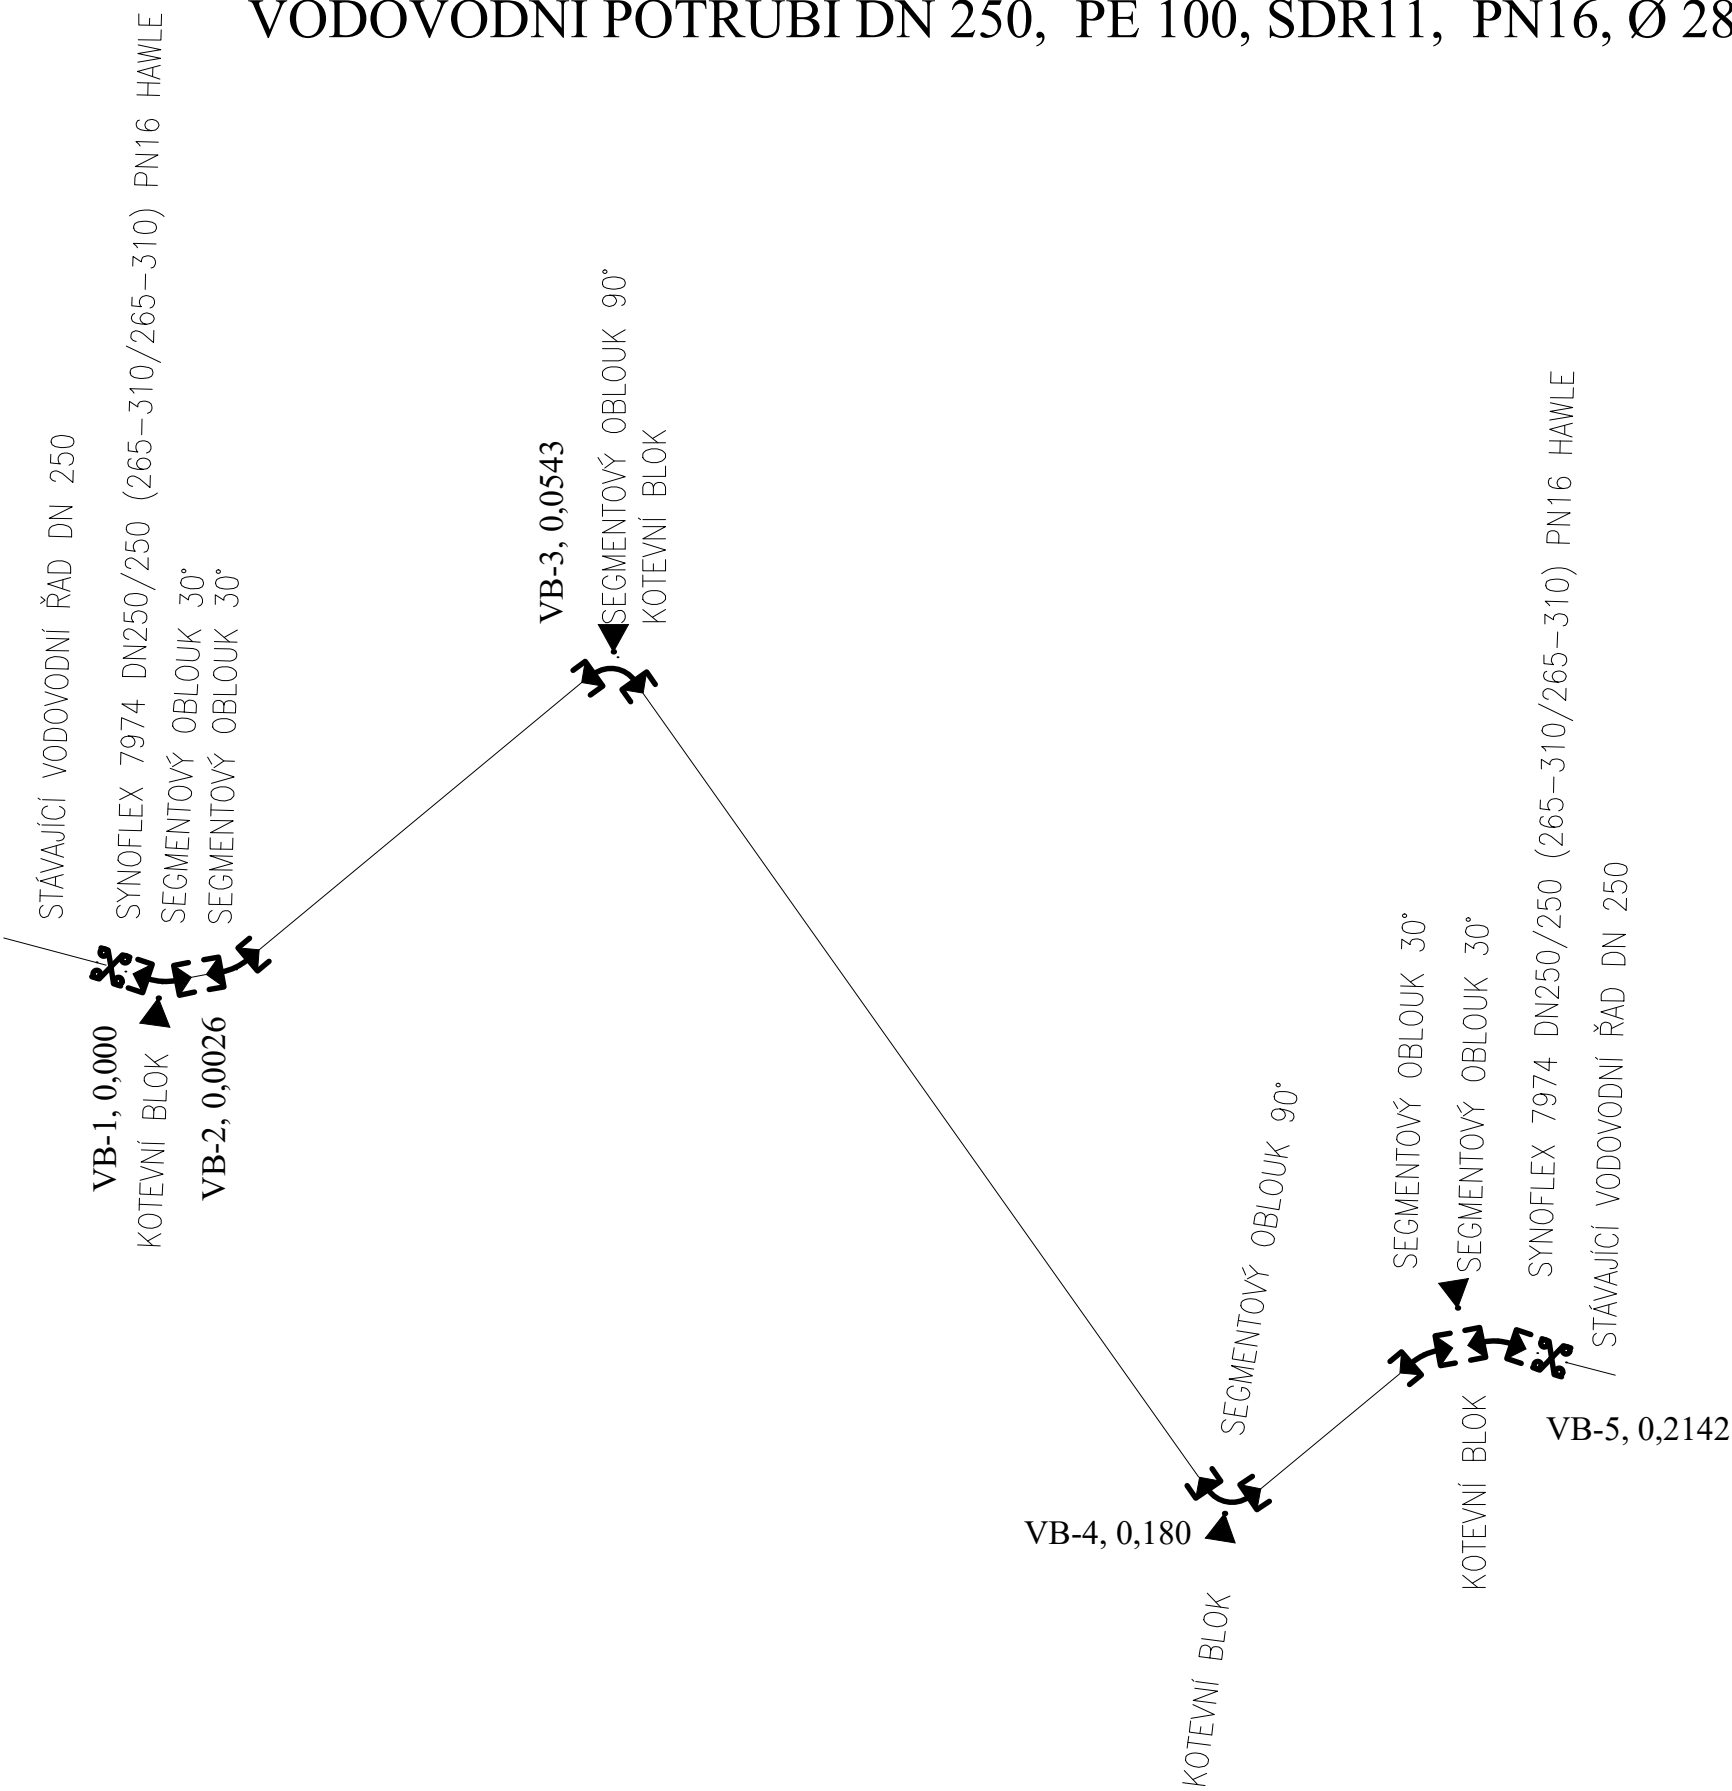 VODOVODNÍ POTRUBÍ DN 250, PE 100, SDR11, PN16, Ø 28
STÁVAJÍCÍ VODOVODNÍ ŘAD DN 250
SYNOFLEX 7974 DN250/250 (265-310/265-310) PN16 HAWLE
SEGMENTOVÝ OBLOUK 30°
SEGMENTOVÝ OBLOUK 30°
VB-1, 0,000
KOTEVNÍ BLOK
VB-2, 0,0026
VB-3, 0,0543
SEGMENTOVÝ OBLOUK 90°
KOTEVNÍ BLOK
VB-4, 0,180
KOTEVNÍ BLOK
SEGMENTOVÝ OBLOUK 90°
SEGMENTOVÝ OBLOUK 30°
SEGMENTOVÝ OBLOUK 30°
KOTEVNÍ BLOK
SYNOFLEX 7974 DN250/250 (265-310/265-310) PN16 HAWLE
STÁVAJÍCÍ VODOVODNÍ ŘAD DN 250
VB-5, 0,2142